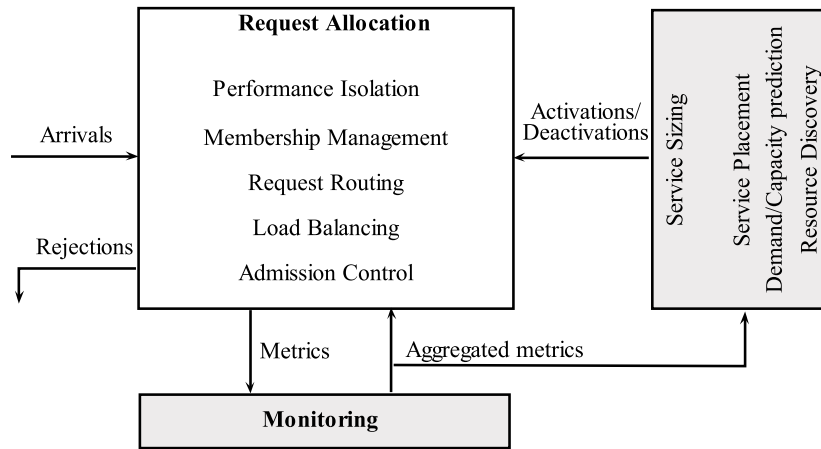 Request Allocation
Performance Isolation
Membership Management
Request Routing
Load Balancing
Admission Control
Arrivals
Rejections
Activations/
Deactivations
Service Sizing
Service Placement
Demand/Capacity prediction
Resource Discovery
Metrics
Aggregated metrics
Monitoring